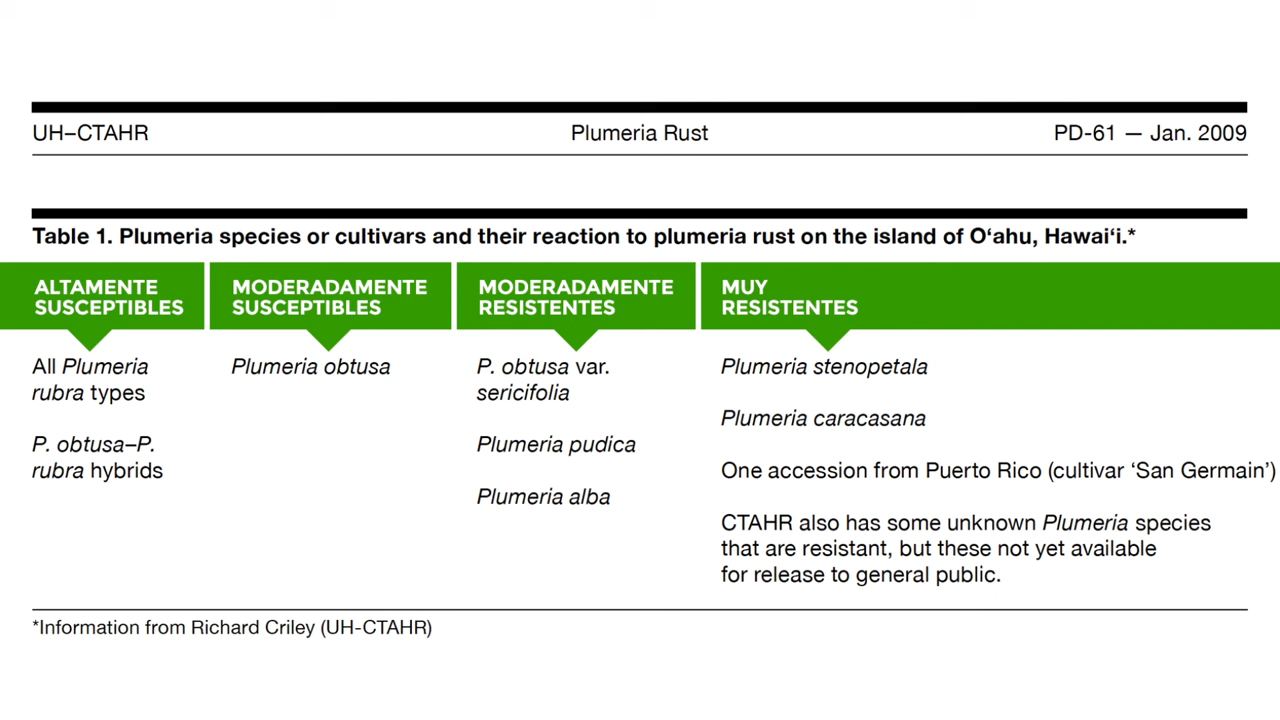 UH–CTAHR
Plumeria Rust
PD-61 — Jan. 2009
Table 1. Plumeria species or cultivars and their reaction to plumeria rust on the island of O‘ahu, Hawai‘i.*
ALTAMENTE
SUSCEPTIBLES
All Plumeria
rubra types
P. obtusa–P.
rubra hybrids
MODERADAMENTE
SUSCEPTIBLES
Plumeria obtusa
MODERADAMENTE
RESISTENTES
P. obtusa var.
sericifolia
Plumeria pudica
Plumeria alba
MUY
RESISTENTES
Plumeria stenopetala
Plumeria caracasana
One accession from Puerto Rico (cultivar ‘San Germain’)
CTAHR also has some unknown Plumeria species
that are resistant, but these not yet available
for release to general public.
*Information from Richard Criley (UH-CTAHR)